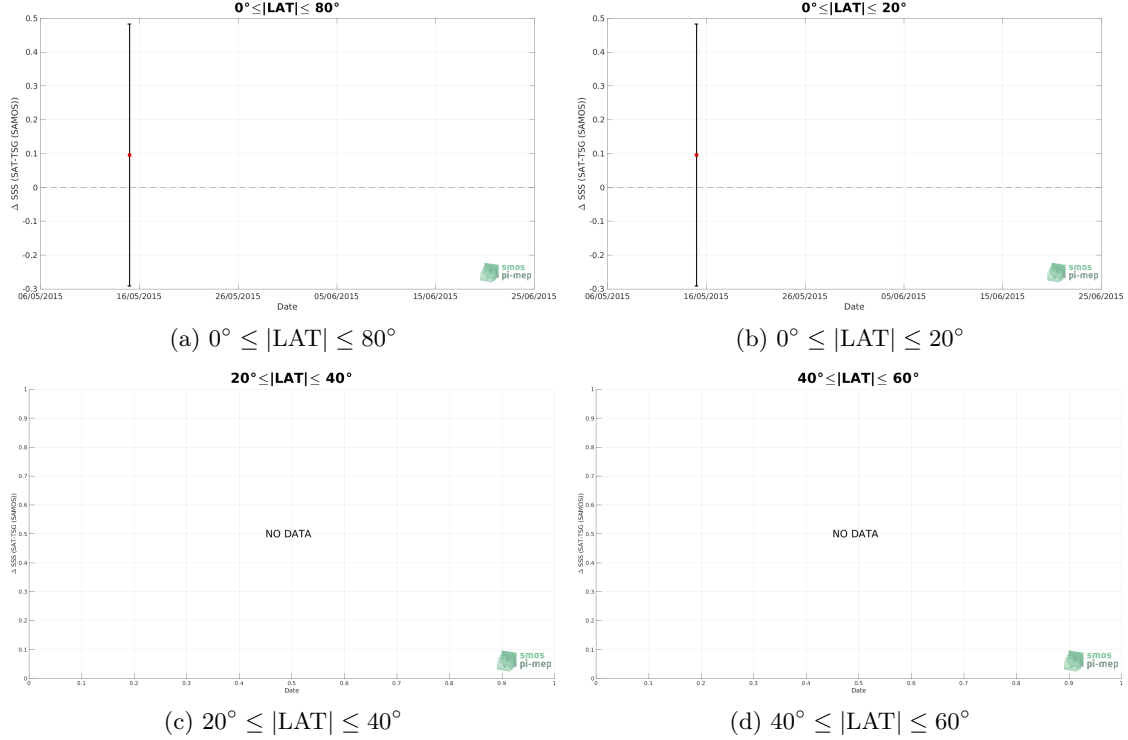 0°≤|LAT|≤ 80°
0.5
0.4
0.3
0.2
0.1
0
-0.1
-0.2
-0.3
Δ SSS (SAT-TSG (SAMOS))
06/05/2015 16/05/2015 26/05/2015 05/06/2015 15/06/2015 25/06/2015
Date
smos
pi-mep
(a) 0° ≤ |LAT| ≤ 80°
0°≤|LAT|≤ 20°
0.5
0.4
0.3
0.2
0.1
0
-0.1
-0.2
-0.3
Δ SSS (SAT-TSG (SAMOS))
06/05/2015 16/05/2015 26/05/2015 05/06/2015 15/06/2015 25/06/2015
Date
smos
pi-mep
(b) 0° ≤ |LAT| ≤ 20°
20°≤|LAT|≤ 40°
1
0.9
0.8
0.7
0.6
0.5
0.4
0.3
0.2
0.1
0
Δ SSS (SAT-TSG (SAMOS))
NO DATA
0 0.1 0.2 0.3 0.4 0.5 0.6 0.7 0.8 0.9 1
Date
smos
pi-mep
(c) 20° ≤ |LAT| ≤ 40°
40°≤|LAT|≤ 60°
1
0.9
0.8
0.7
0.6
0.5
0.4
0.3
0.2
0.1
0
Δ SSS (SAT-TSG (SAMOS))
NO DATA
0 0.1 0.2 0.3 0.4 0.5 0.6 0.7 0.8 0.9 1
Date
smos
pi-mep
(d) 40° ≤ |LAT| ≤ 60°